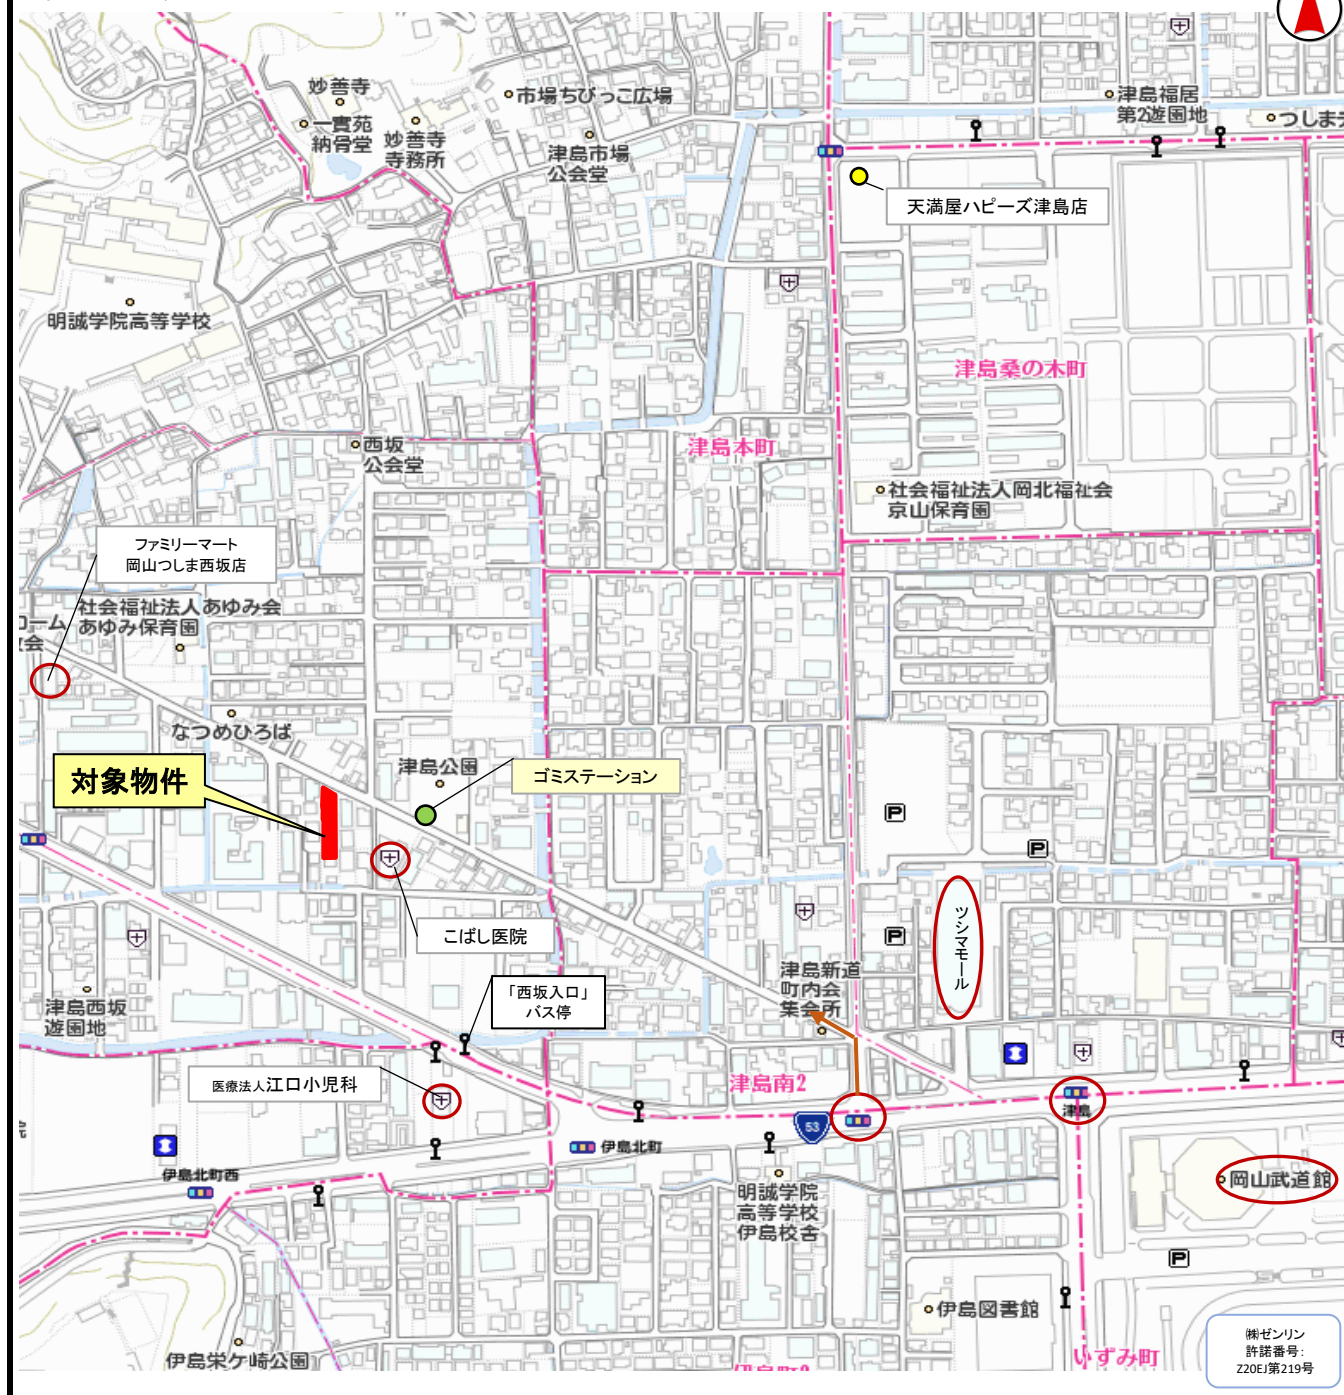 妙善寺
一實苑
納骨堂
妙善寺
寺務所
市場ちびっこ広場
津島市場
公会堂
津島福居
第2遊園地
つしま
天満屋ハピーズ津島店
明誠学院高等学校
津島桑の木町
西坂
公会堂
津島本町
社会福祉法人岡北福祉会
京山保育園
ファミリーマート
岡山つしま西坂店
社会福祉法人あゆみ会
あゆみ保育園
ーム
会
なつめひろば
対象物件
津島公園
ゴミステーション
P
P
こばし医院
P
ツシマモール
津島新道
町内会
集会所
「西坂入口」
バス停
津島西坂
遊園地
医療法人江口小児科
津島南2
津島
53
伊島北町
伊島北町西
明誠学院
高等学校
伊島校舎
岡山武道館
P
伊島図書館
伊島栄ケ崎公園
いずみ町
㈱ゼンリン
許諾番号:
Z20EJ第219号